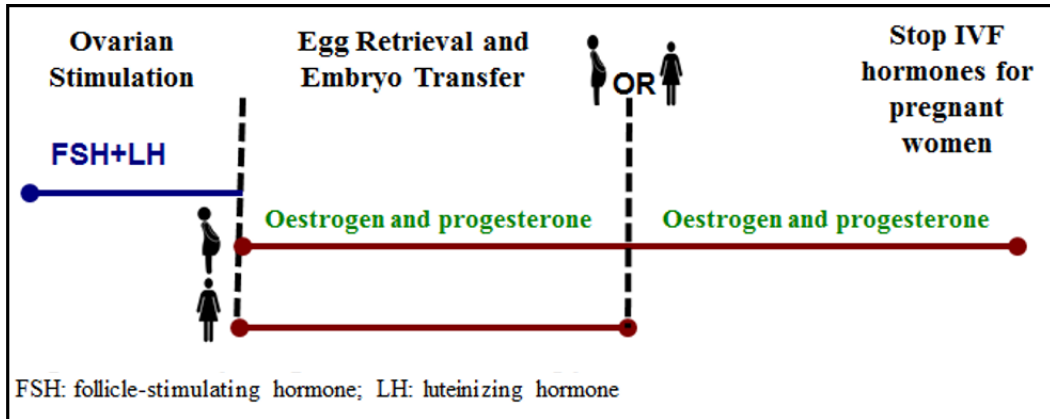 Ovarian
Stimulation
Egg Retrieval and
Embryo Transfer
OR
Stop IVF
hormones for
pregnant
women
FSH+LH
Oestrogen and progesterone
Oestrogen and progesterone
FSH: follicle-stimulating hormone; LH: luteinizing hormone